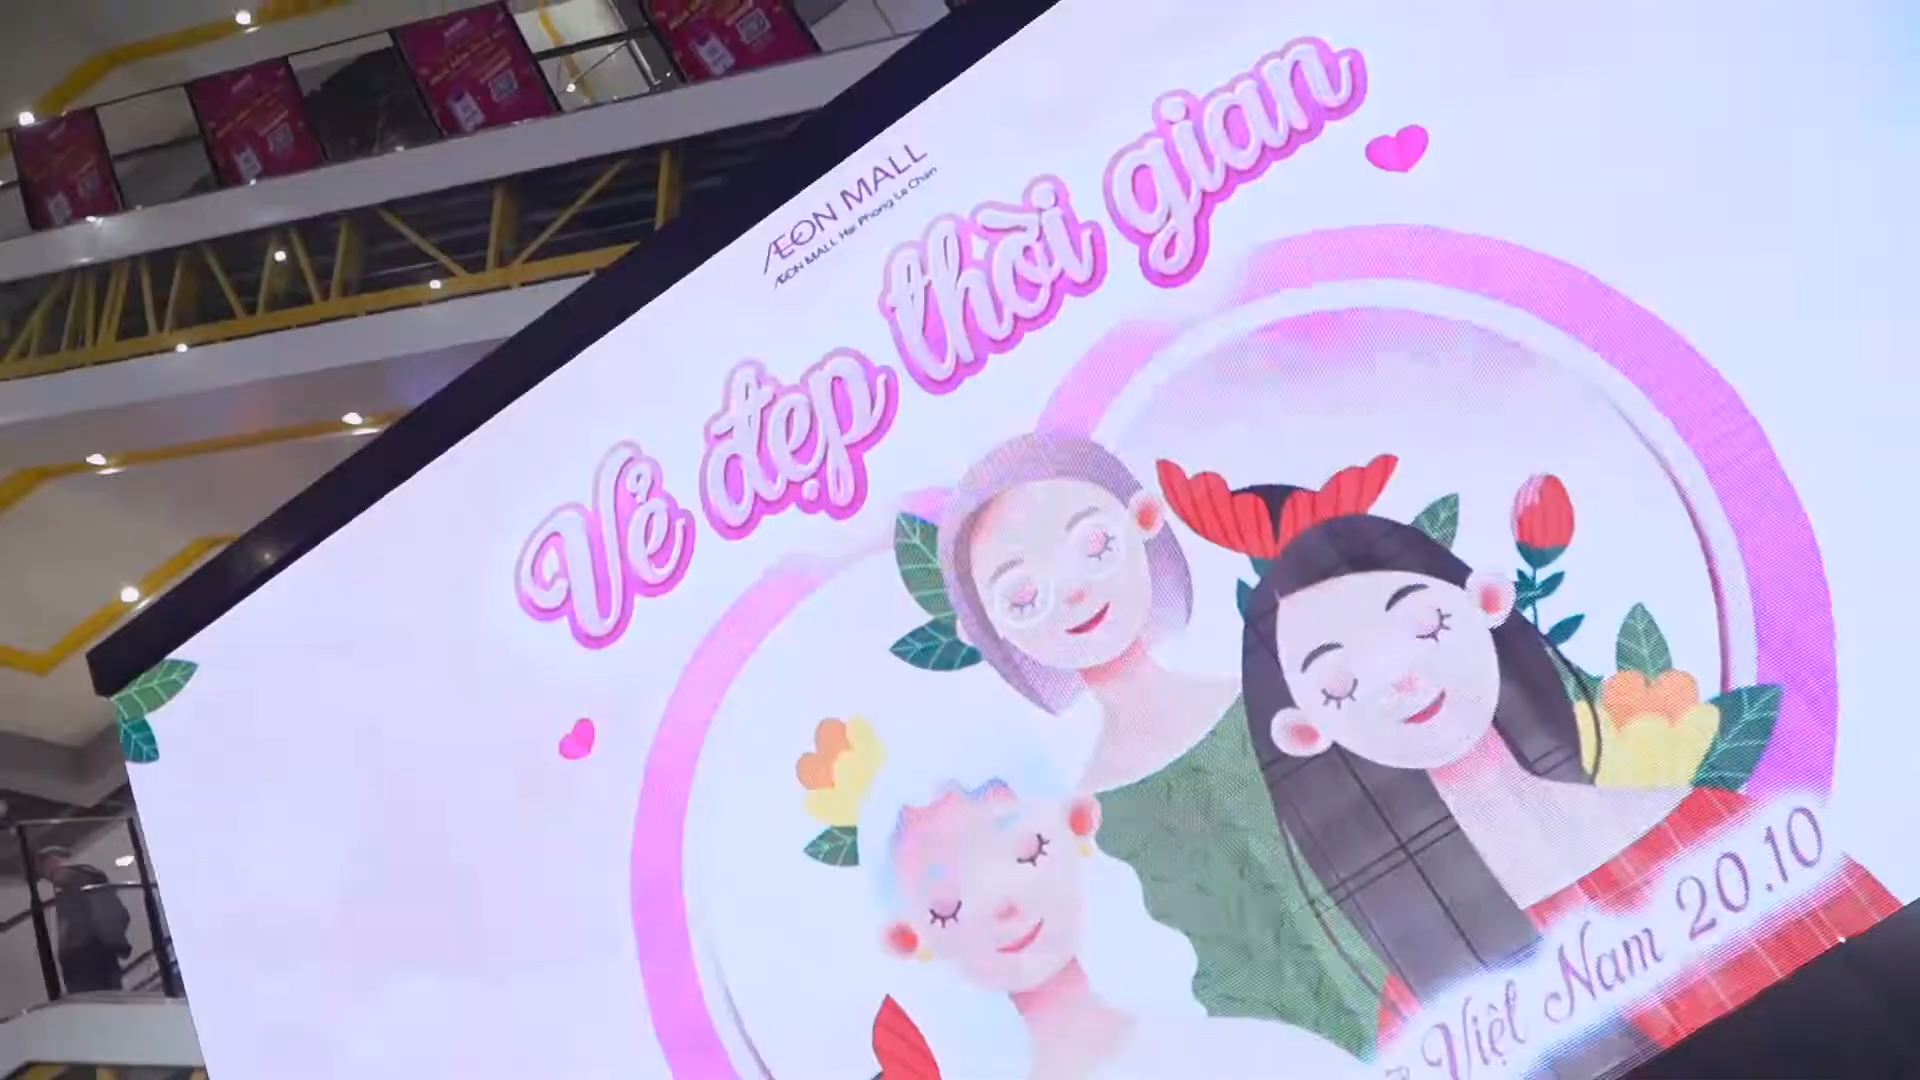 ÆON MALL
ÆON MALL Hai Phong Le Chan
Vẻ đẹp thời gian
Việt Nam 20.10